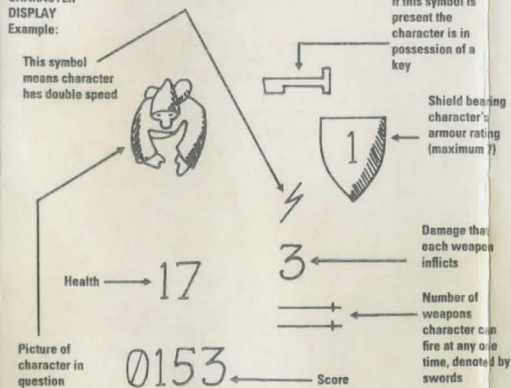 DISPLAY
Example:
This symbol
means character
has double speed
If this symbol is
present the
character is in
possession of a
key
Shield bearing
character's
armour rating
(maximum 7)
1
3
Damage that
each weapon
inflicts
Health
17
Number of
weapons
character can
fire at any one
time, denoted by
swords
Picture of
character in
question
0153
Score